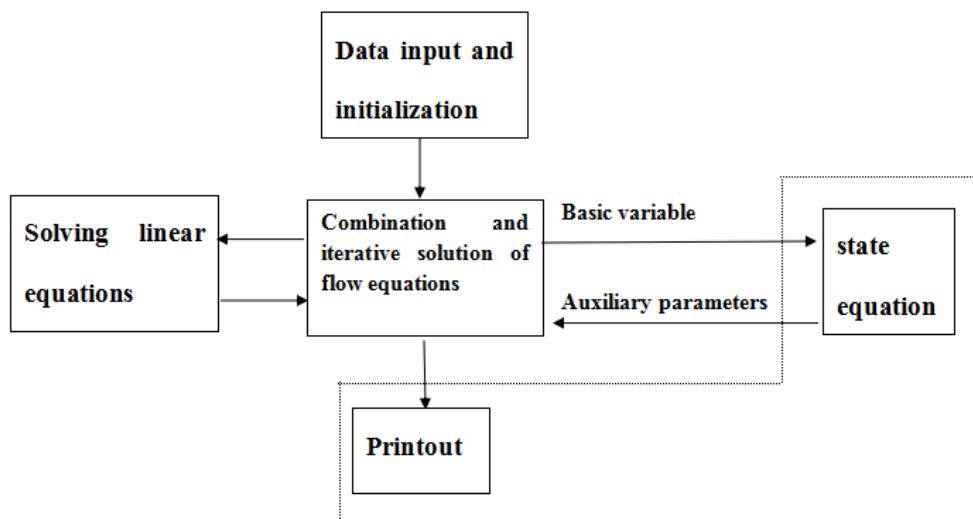 Data input and
initialization
Solving linear
equations
Combination and
iterative solution of
flow equations
Basic variable
Auxiliary parameters
state
equation
Printout